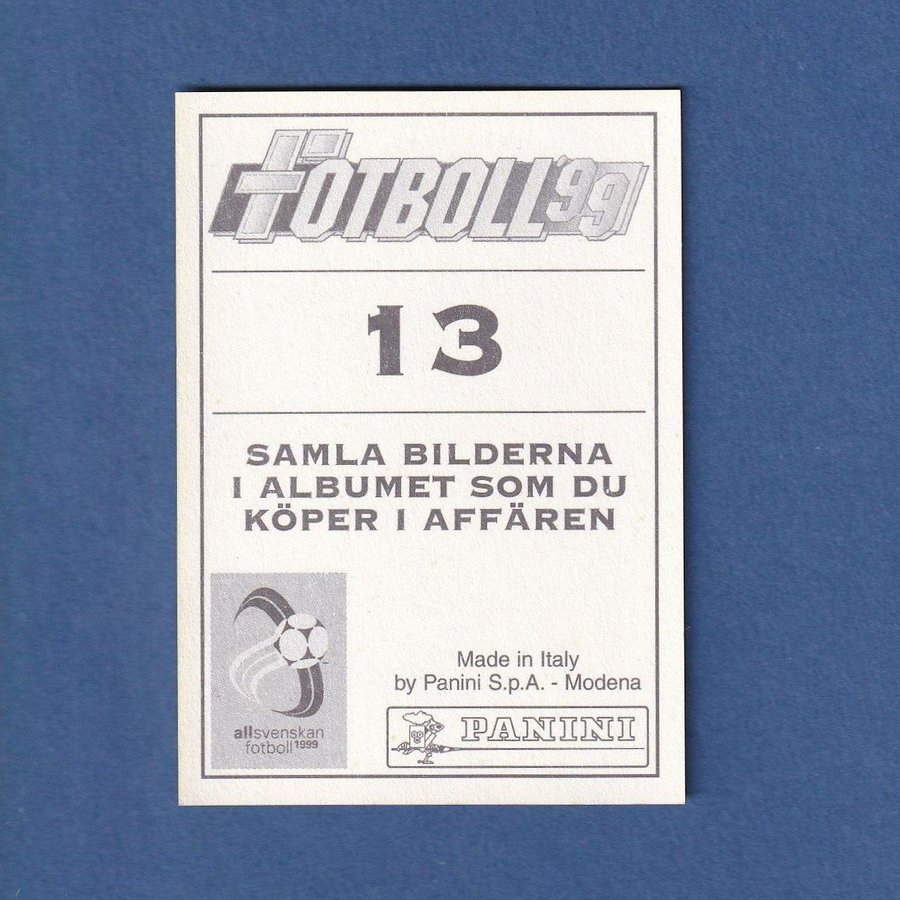 FOTBOLL '99
13
SAMLA BILDERNA
I ALBUMET SOM DU
KÖPER I AFFÄREN
allsvenskan
fotboll 1999
Made in Italy
by Panini S.p.A. - Modena
PANINI